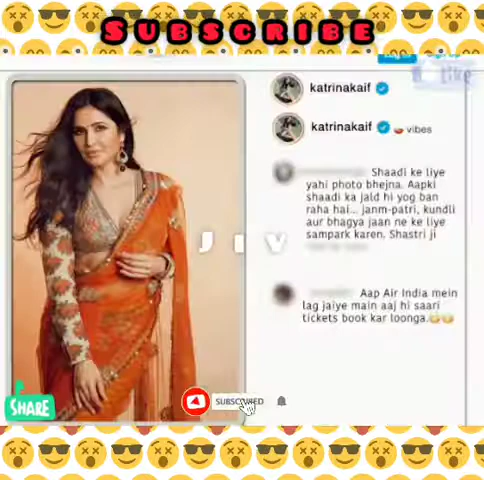 SUBSCRIBE
Like
katrinakaif
katrinakaif vibes
Shaadi ke liye
yahi photo bhejna. Aapki
shaadi ka jald hi yog ban
raha hai... janm-patri, kundli
aur bhagya jaan ne ke liye
sampark karen. Shastri ji
J I V
Aap Air India mein
lag jaiye main aaj hi saari
tickets book kar loonga.
SHARE
SUBSCRIBED